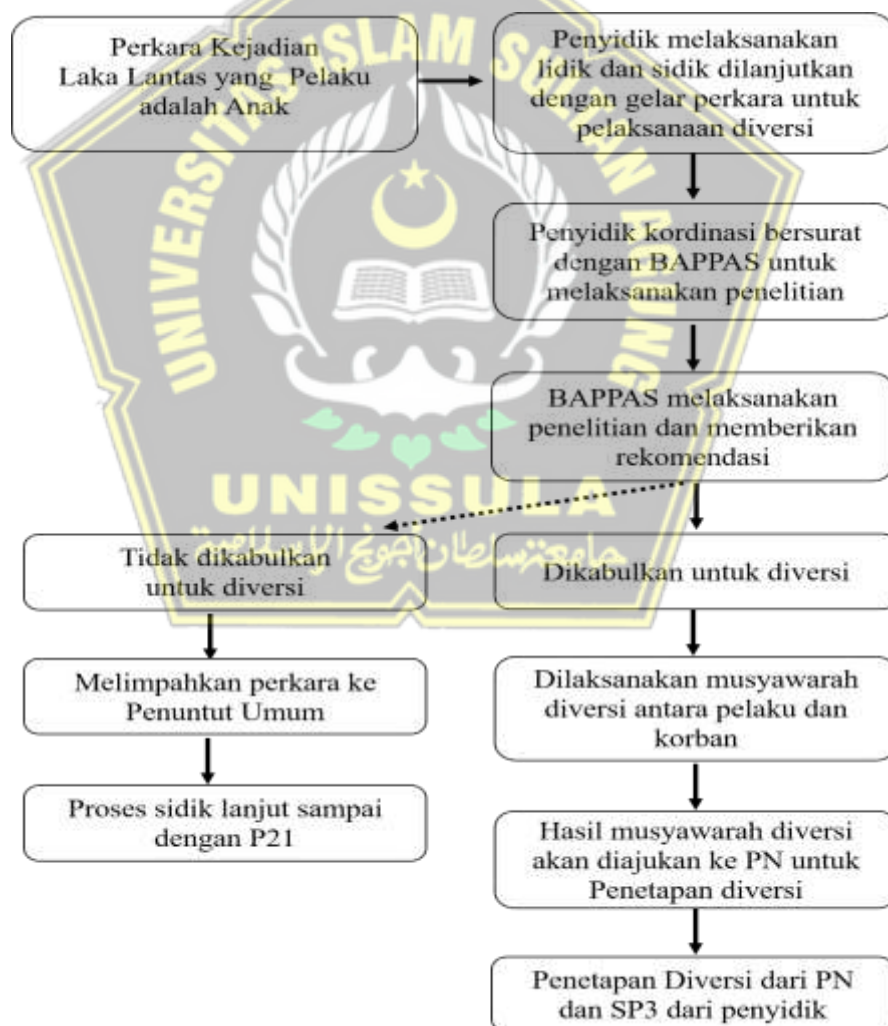 Perkara Kejadian
Laka Lantas yang Pelaku
adalah Anak
Penyidik melaksanakan
lidik dan sidik dilanjutkan
dengan gelar perkara untuk
pelaksanaan diversi
Penyidik kordinasi bersurat
dengan BAPPAS untuk
melaksanakan penelitian
BAPPAS melaksanakan
penelitian dan memberikan
rekomendasi
Tidak dikabulkan
untuk diversi
Dikabulkan untuk diversi
Melimpahkan perkara ke
Penuntut Umum
Dilaksanakan musyawarah
diversi antara pelaku dan
korban
Proses sidik lanjut sampai
dengan P21
Hasil musyawarah diversi
akan diajukan ke PN untuk
Penetapan diversi
Penetapan Diversi dari PN
dan SP3 dari penyidik
UNIVERSITAS ISLAM SULTAN AGUNG
UNISSULA
جامعة سلطان أجونج الإسلامية